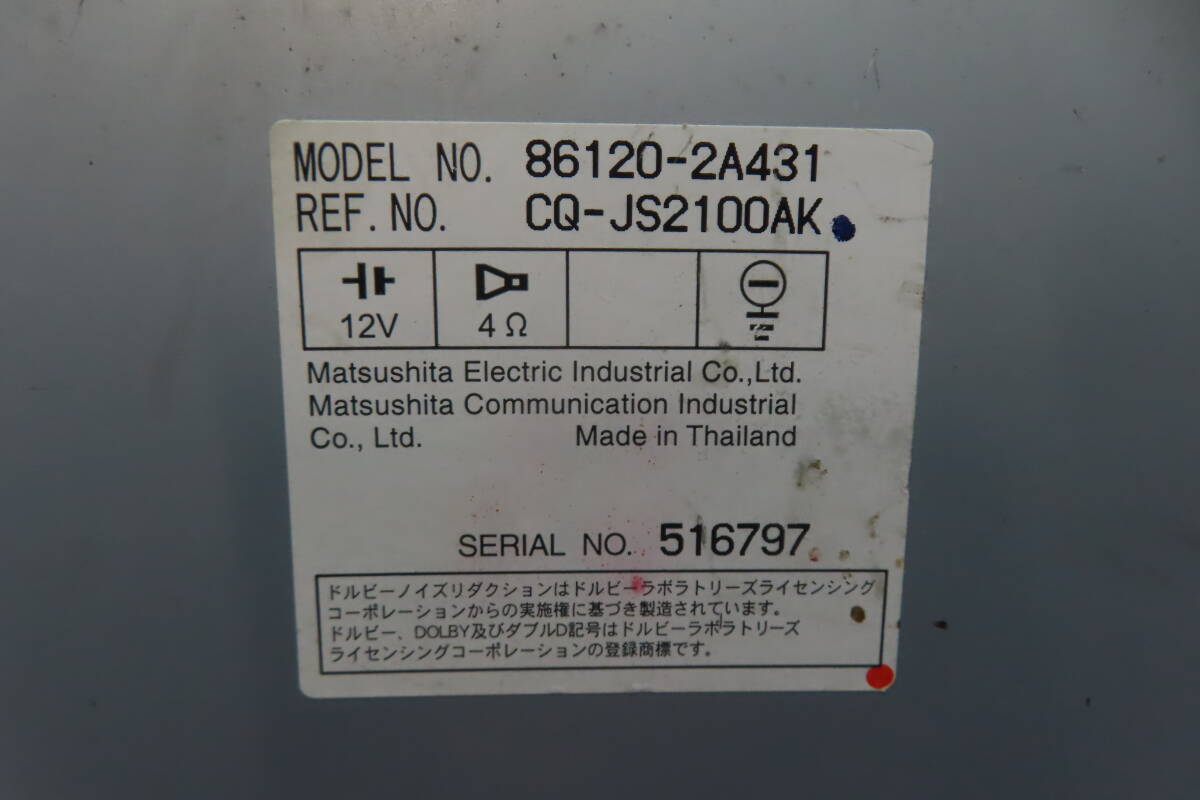 MODEL NO. 86120-2A431
REF. NO. CQ-JS2100AK
12V 4Ω
Matsushita Electric Industrial Co.,Ltd.
Matsushita Communication Industrial
Co., Ltd. Made in Thailand
SERIAL NO. 516797
ドルビーノイズリダクションはドルビーラボラトリーズライセンシング
コーポレーションからの実施権に基づき製造されています。
ドルビー、DOLBY及びダブルD記号はドルビーラボラトリーズ
ライセンシングコーポレーションの登録商標です。